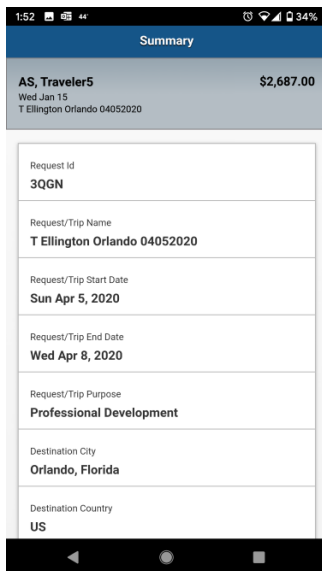 1:52 44° 34%
Summary
AS, Traveler5 $2,687.00
Wed Jan 15
T Ellington Orlando 04052020
Request Id
3QGN
Request/Trip Name
T Ellington Orlando 04052020
Request/Trip Start Date
Sun Apr 5, 2020
Request/Trip End Date
Wed Apr 8, 2020
Request/Trip Purpose
Professional Development
Destination City
Orlando, Florida
Destination Country
US